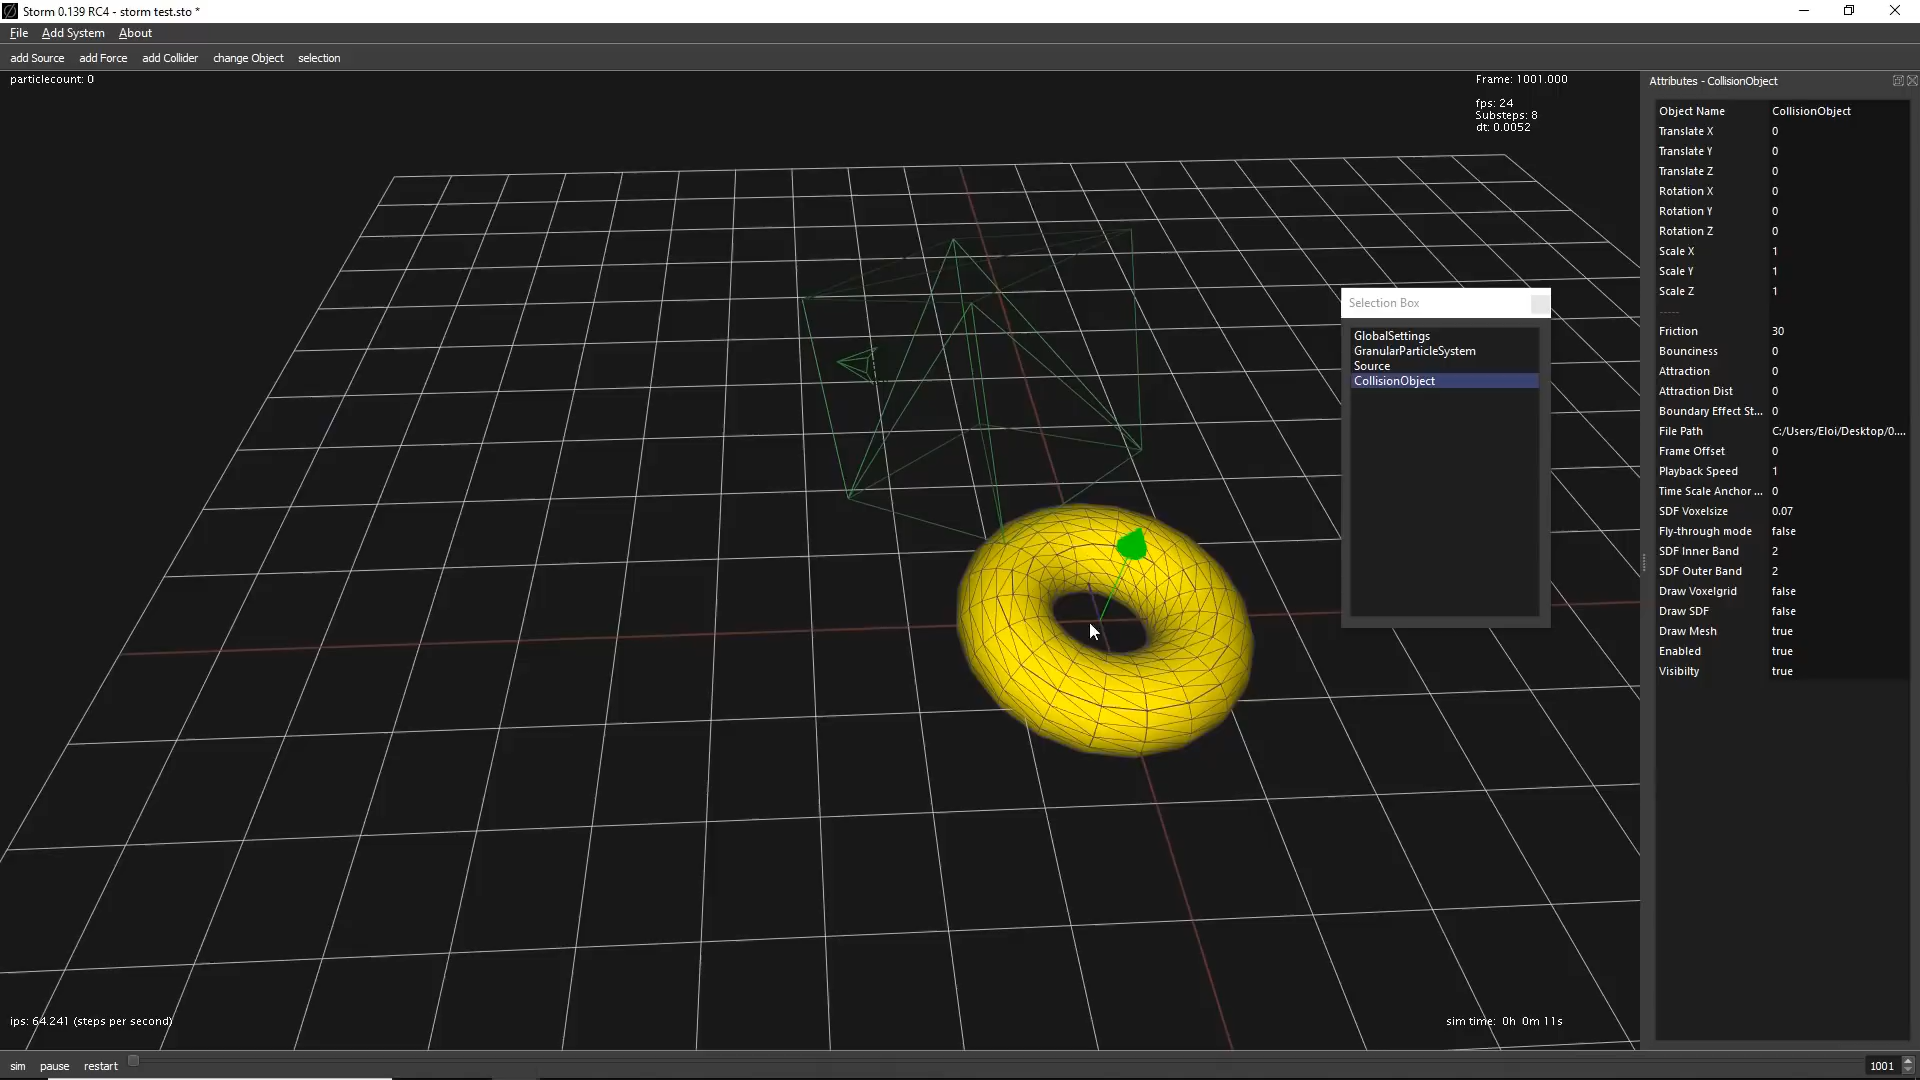 Storm 0.139 RC4 - storm test.sto *
File Add System About
add Source add Force add Collider change Object selection
particlecount: 0
Frame: 1001.000
fps: 24
Substeps: 8
dt: 0.0052
Attributes - CollisionObject
Object Name CollisionObject
Translate X 0
Translate Y 0
Translate Z 0
Rotation X 0
Rotation Y 0
Rotation Z 0
Scale X 1
Scale Y 1
Scale Z 1
-----
Friction 30
Bounciness 0
Attraction 0
Attraction Dist 0
Boundary Effect St... 0
File Path C:/Users/Eloi/Desktop/0....
Frame Offset 0
Playback Speed 1
Time Scale Anchor ... 0
SDF Voxelsize 0.07
Fly-through mode false
SDF Inner Band 2
SDF Outer Band 2
Draw Voxelgrid false
Draw SDF false
Draw Mesh true
Enabled true
Visibilty true
Selection Box
GlobalSettings
GranularParticleSystem
Source
CollisionObject
ips: 64.241 (steps per second)
sim time: 0h 0m 11s
sim pause restart
1001